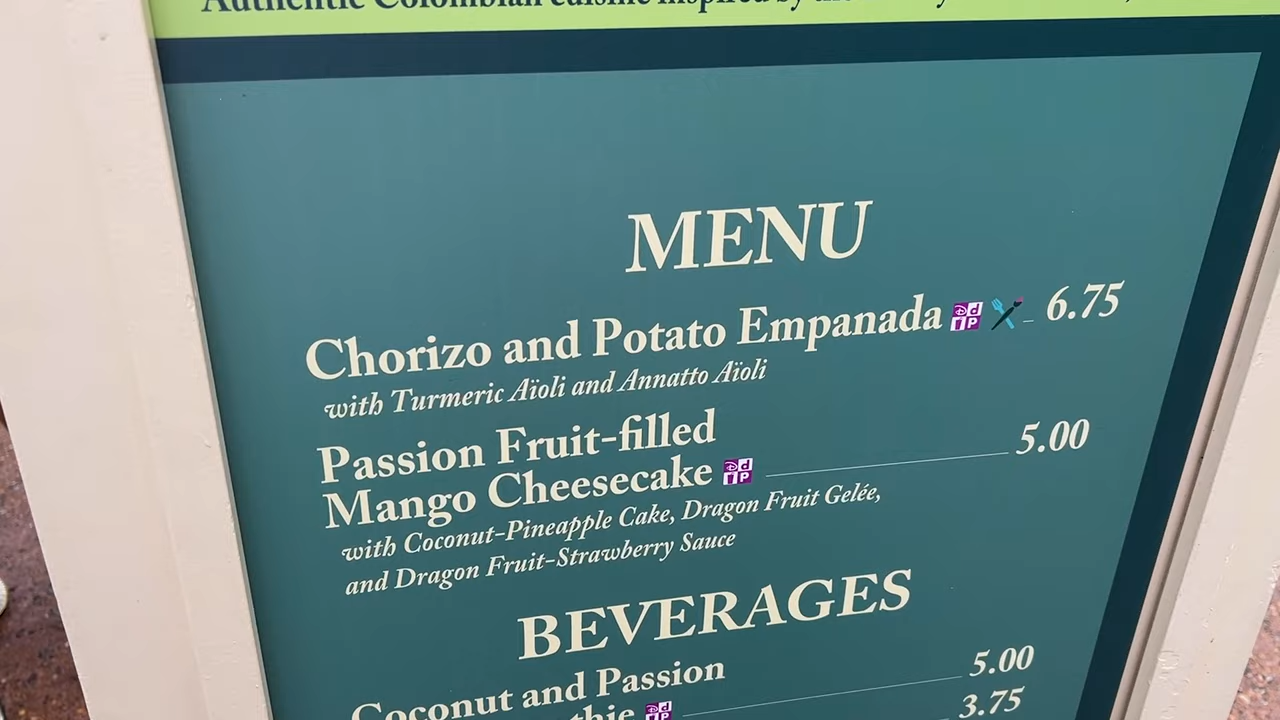 Authentic Colombian cuisine inspired by the
MENU
Chorizo and Potato Empanada 6.75
with Turmeric Aïoli and Annatto Aïoli
Passion Fruit-filled
Mango Cheesecake 5.00
with Coconut-Pineapple Cake, Dragon Fruit Gelée,
and Dragon Fruit-Strawberry Sauce
BEVERAGES
Coconut and Passion
5.00
3.75